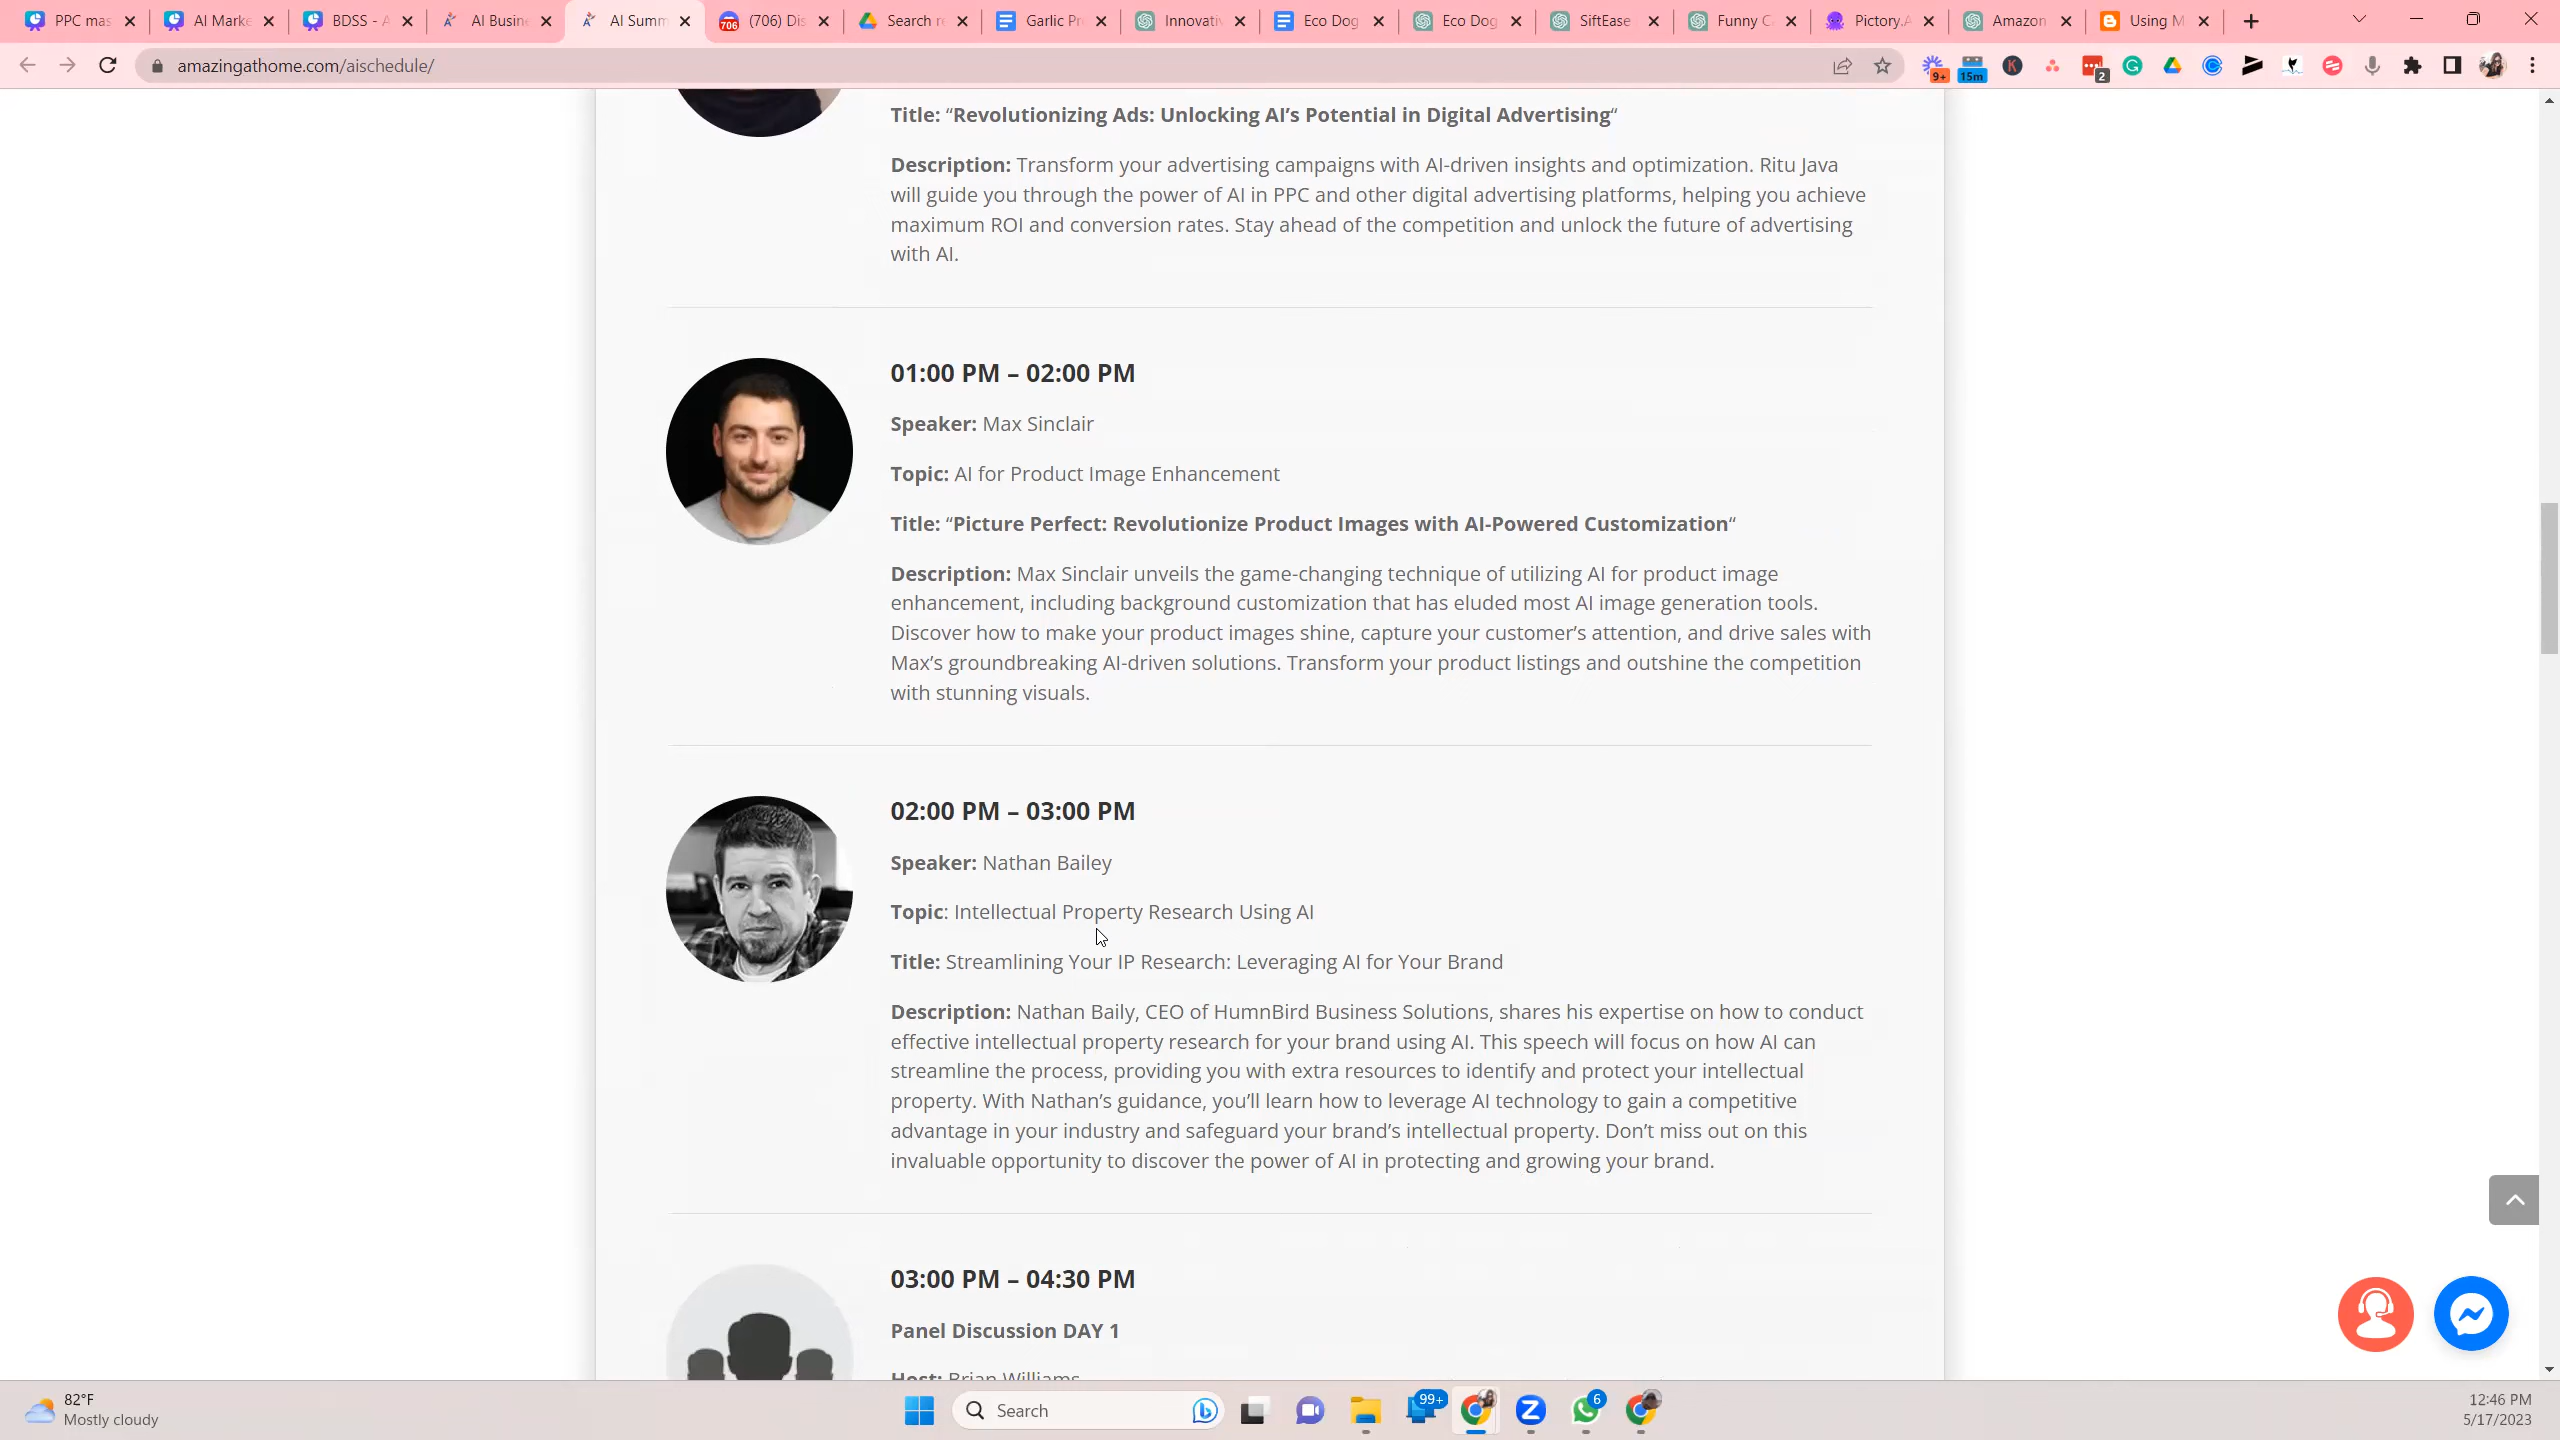 PPC mas
AI Marke
BDSS - A
AI Busine
AI Summ
(706) Dis
Search re
Garlic Pr
Innovativ
Eco Dog
Eco Dog
SiftEase
Funny C
Pictory.A
Amazon
Using M
706
amazingathome.com/aischedule/
9+
15m
K
2
Title: “Revolutionizing Ads: Unlocking AI’s Potential in Digital Advertising“
Description: Transform your advertising campaigns with AI-driven insights and optimization. Ritu Java
will guide you through the power of AI in PPC and other digital advertising platforms, helping you achieve
maximum ROI and conversion rates. Stay ahead of the competition and unlock the future of advertising
with AI.
01:00 PM – 02:00 PM
Speaker: Max Sinclair
Topic: AI for Product Image Enhancement
Title: “Picture Perfect: Revolutionize Product Images with AI-Powered Customization“
Description: Max Sinclair unveils the game-changing technique of utilizing AI for product image
enhancement, including background customization that has eluded most AI image generation tools.
Discover how to make your product images shine, capture your customer’s attention, and drive sales with
Max’s groundbreaking AI-driven solutions. Transform your product listings and outshine the competition
with stunning visuals.
02:00 PM – 03:00 PM
Speaker: Nathan Bailey
Topic: Intellectual Property Research Using AI
Title: Streamlining Your IP Research: Leveraging AI for Your Brand
Description: Nathan Baily, CEO of HumnBird Business Solutions, shares his expertise on how to conduct
effective intellectual property research for your brand using AI. This speech will focus on how AI can
streamline the process, providing you with extra resources to identify and protect your intellectual
property. With Nathan’s guidance, you’ll learn how to leverage AI technology to gain a competitive
advantage in your industry and safeguard your brand’s intellectual property. Don’t miss out on this
invaluable opportunity to discover the power of AI in protecting and growing your brand.
03:00 PM – 04:30 PM
Panel Discussion DAY 1
Host: Brian Williams
82°F
Mostly cloudy
Search
99+
6
12:46 PM
5/17/2023